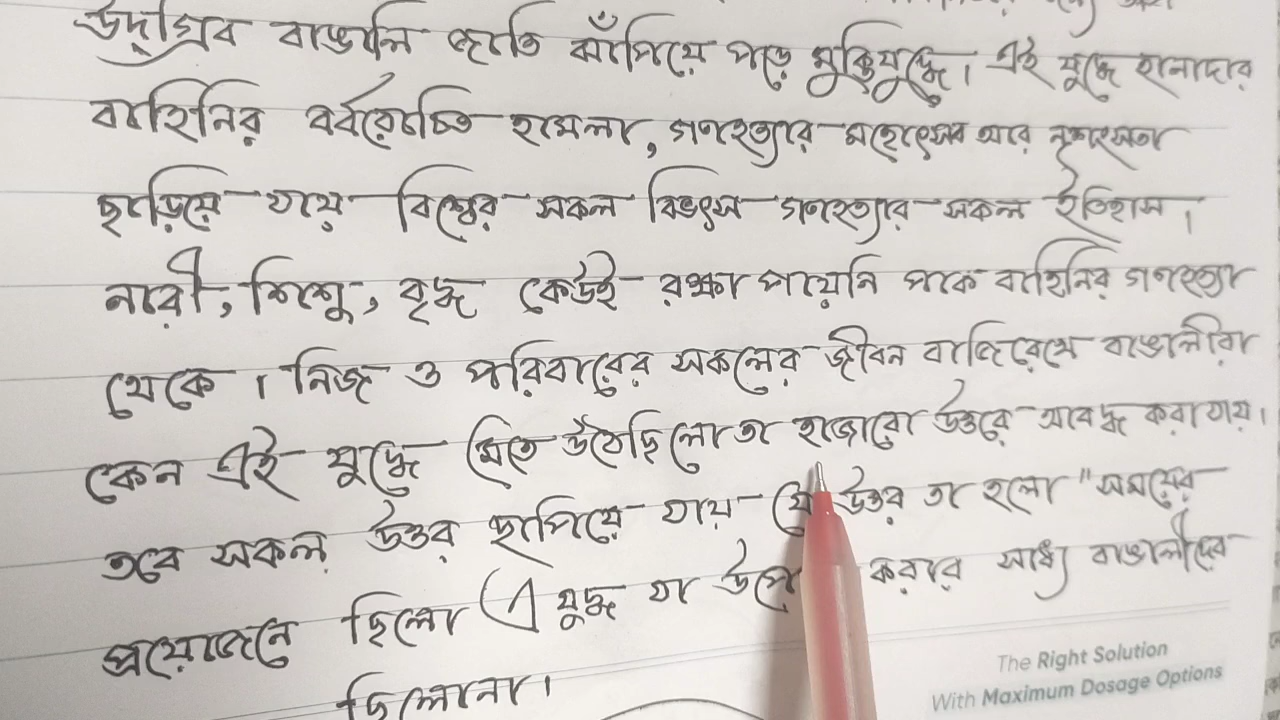 উদ্গ্রিব বাঙালি জাতি ঝাঁপিয়ে পড়ে মুক্তিযুদ্ধে। এই যুদ্ধে হানাদার
বাহিনির বর্বরোচিত হামলা, গণহত্যার মহোৎসব আর নৃশংসতা
ছাড়িয়ে যায় বিশ্বের সকল বিভৎস গণহত্যার সকল ইতিহাস।
নারী, শিশু, বৃদ্ধ কেউই রক্ষা পায়েনি পাক বাহিনির গণহত্যা
থেকে। নিজ ও পরিবারের সকলের জীবন বাজিরেখে বাঙালীরা
কেন এই যুদ্ধে মেতে উঠেছিলো তা হাজারো উত্তরে আবদ্ধ করা যায়।
তবে সকল উত্তর ছাপিয়ে যায় যে উত্তর তা হলো "সময়ের
প্রয়োজনে ছিলো এ যুদ্ধ যা করার সাধ্য বাঙালীদের
ছিলোনা।
The Right Solution
With Maximum Dosage Options